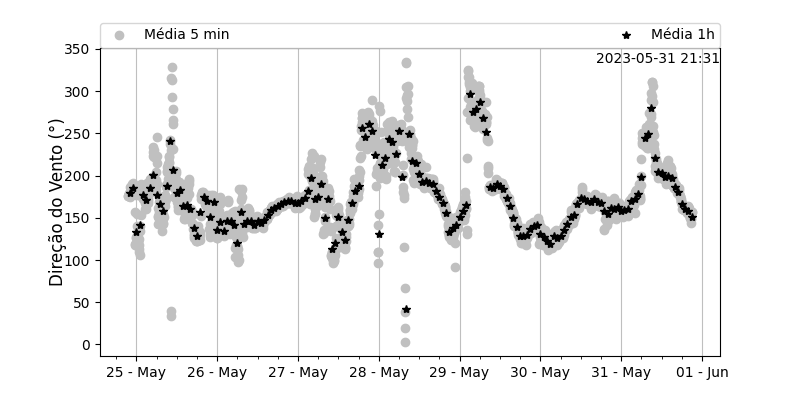 Média 5 min
Média 1h
2023-05-31 21:31
Direção do Vento (°)
350
300
250
200
150
100
50
0
25 - May
26 - May
27 - May
28 - May
29 - May
30 - May
31 - May
01 - Jun